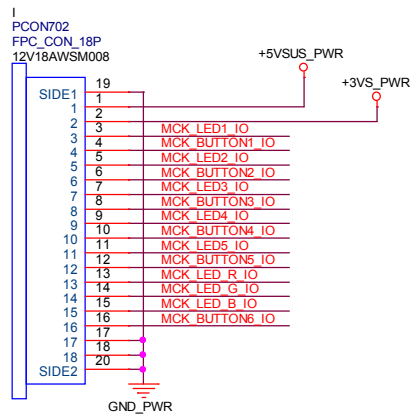 I
PCON702
FPC_CON_18P
12V18AWSM008
+5VSUS_PWR
+3VS_PWR
SIDE1 19
1 1
2 2
3 3 MCK_LED1_IO
4 4 MCK_BUTTON1_IO
5 5 MCK_LED2_IO
6 6 MCK_BUTTON2_IO
7 7 MCK_LED3_IO
8 8 MCK_BUTTON3_IO
9 9 MCK_LED4_IO
10 10 MCK_BUTTON4_IO
11 11 MCK_LED5_IO
12 12 MCK_BUTTON5_IO
13 13 MCK_LED_R_IO
14 14 MCK_LED_G_IO
15 15 MCK_LED_B_IO
16 16 MCK_BUTTON6_IO
17 17
18 18
SIDE2 20
GND_PWR